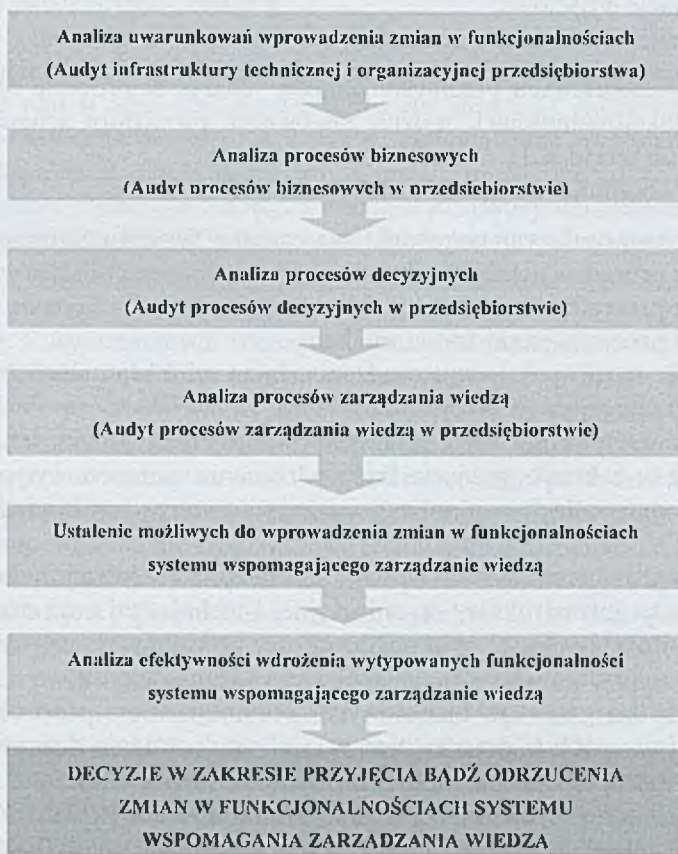 Analiza uwarunkowań wprowadzenia zmian w funkcjonalnościach
(Audyt infrastruktury technicznej i organizacyjnej przedsiębiorstwa)
Analiza procesów biznesowych
(Audyt procesów biznesowych w przedsiębiorstwie)
Analiza procesów decyzyjnych
(Audyt procesów decyzyjnych w przedsiębiorstwie)
Analiza procesów zarządzania wiedzą
(Audyt procesów zarządzania wiedzą w przedsiębiorstwie)
Ustalenie możliwych do wprowadzenia zmian w funkcjonalnościach
systemu wspomagającego zarządzanie wiedzą
Analiza efektywności wdrożenia wytypowanych funkcjonalności
systemu wspomagającego zarządzanie wiedzą
DECYZJE W ZAKRESIE PRZYJĘCIA BĄDŹ ODRZUCENIA
ZMIAN W FUNKCJONALNOŚCIACH SYSTEMU
WSPOMAGANIA ZARZĄDZANIA WIEDZĄ